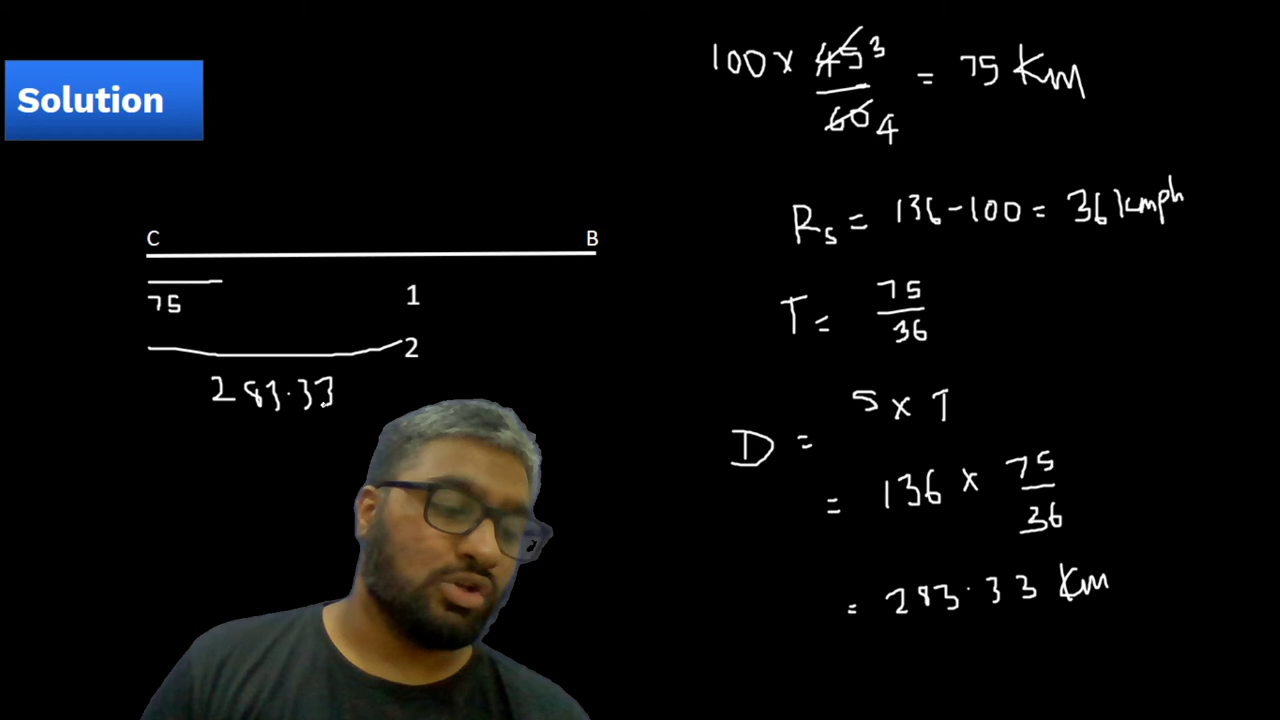 Solution
C B
75 1
2
283.33
100 x 45 3 = 75 Km
60 4
Rs = 136 - 100 = 36 kmph
T = 75
36
D = S x T
= 136 x 75
36
= 283.33 Km